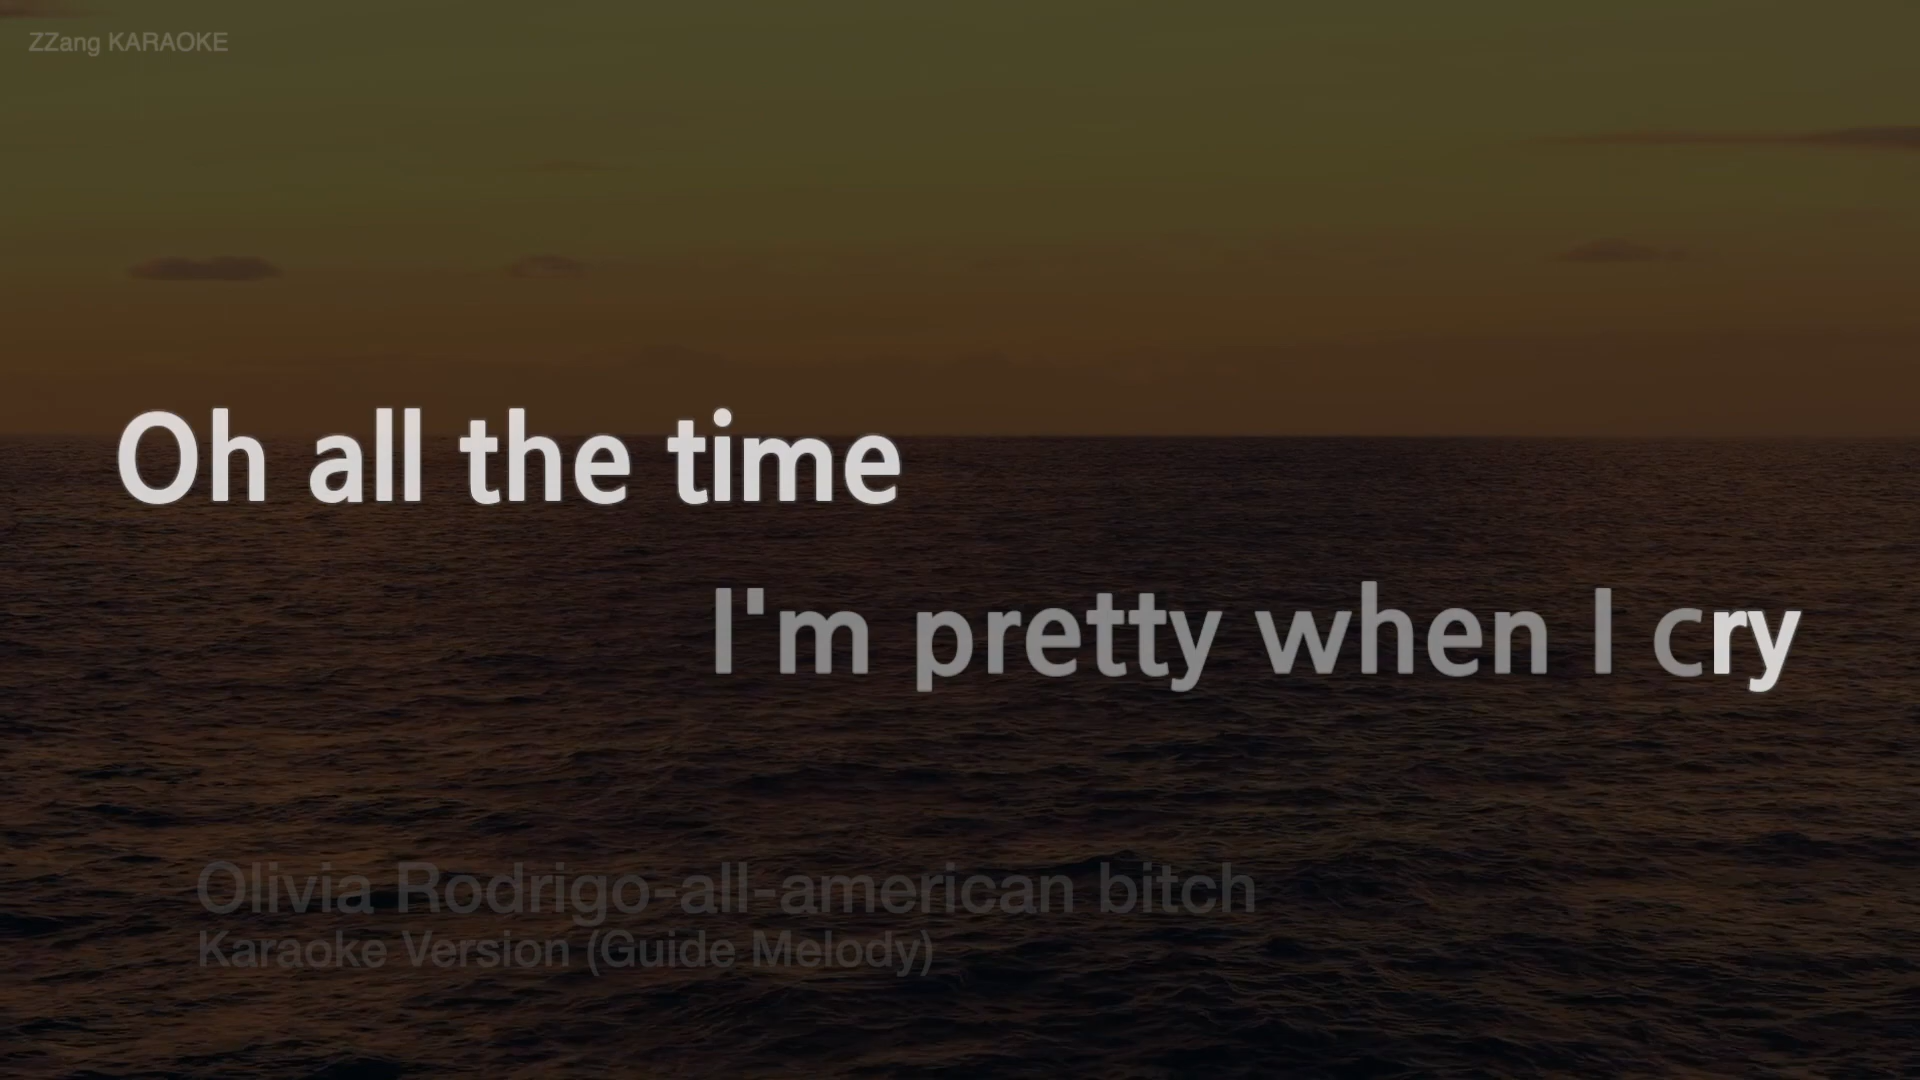 ZZang KARAOKE
Oh all the time
I'm pretty when I cry
Olivia Rodrigo-all-american bitch
Karaoke Version (Guide Melody)